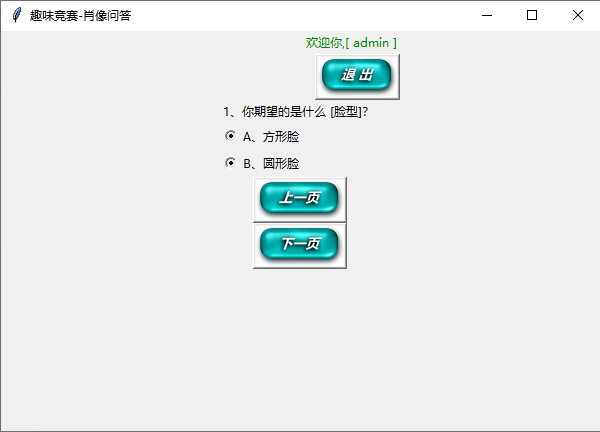 趣味竞赛-肖像问答
欢迎你,[ admin ]
退 出
1、你期望的是什么 [脸型]?
A、方形脸
B、圆形脸
上一页
下一页